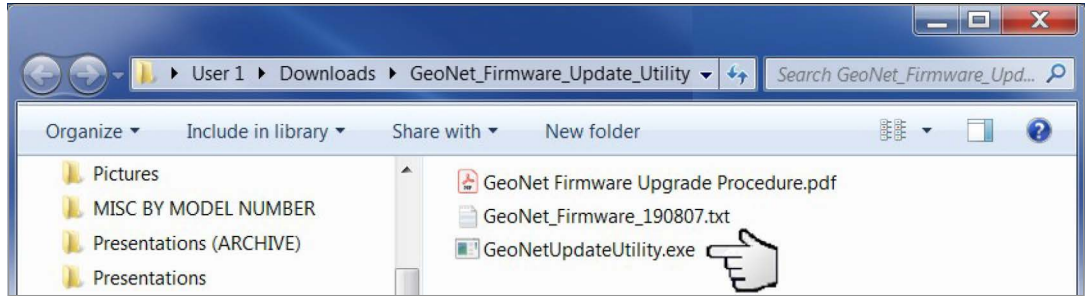 User 1 ▸ Downloads ▸ GeoNet_Firmware_Update_Utility
Search GeoNet_Firmware_Upd...
Organize Include in library Share with New folder
Pictures
MISC BY MODEL NUMBER
Presentations (ARCHIVE)
Presentations
GeoNet Firmware Upgrade Procedure.pdf
GeoNet_Firmware_190807.txt
GeoNetUpdateUtility.exe